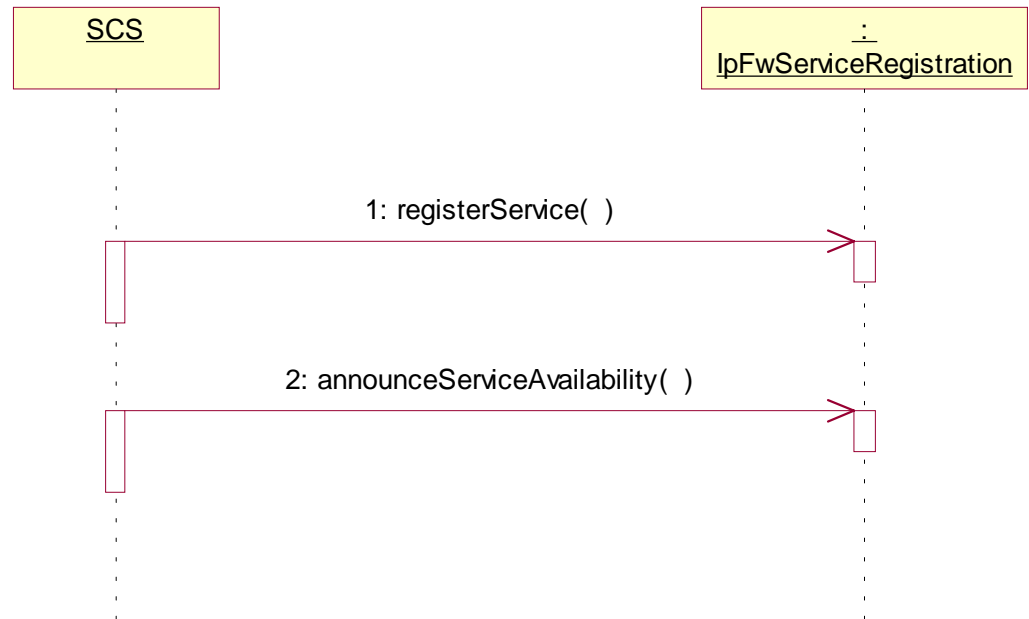 SCS
:
IpFwServiceRegistration
1: registerService( )
2: announceServiceAvailability( )